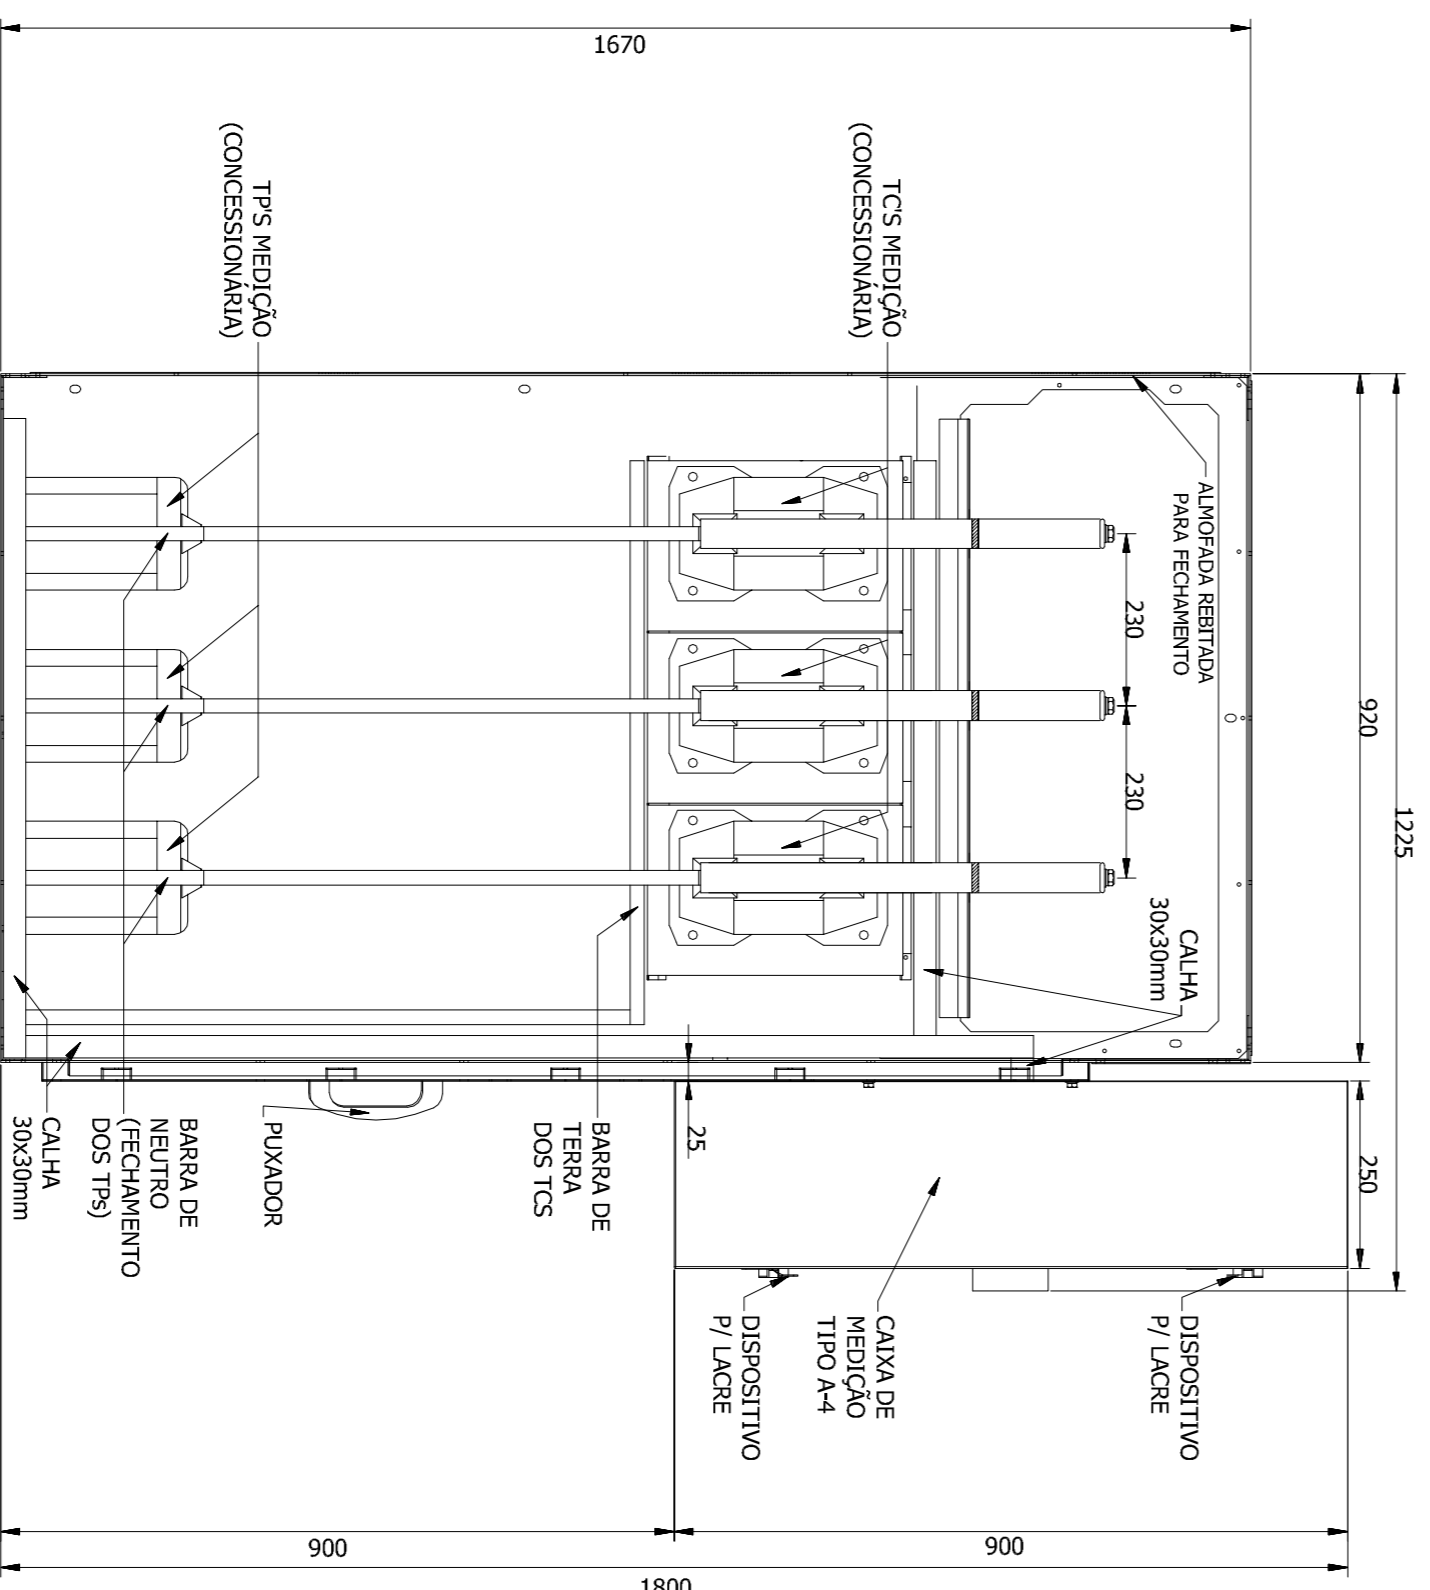 1670
TP'S MEDIÇÃO
(CONCESSIONÁRIA)
TC'S MEDIÇÃO
(CONCESSIONÁRIA)
ALMOFADA REBITADA
PARA FECHAMENTO
230
230
920
1225
CALHA
30x30mm
25
250
CALHA
30x30mm
BARRA DE
NEUTRO
(FECHAMENTO
DOS TPs)
PUXADOR
BARRA DE
TERRA
DOS TCS
DISPOSITIVO
P/ LACRE
CAIXA DE
MEDIÇÃO
TIPO A-4
DISPOSITIVO
P/ LACRE
900
900
1800